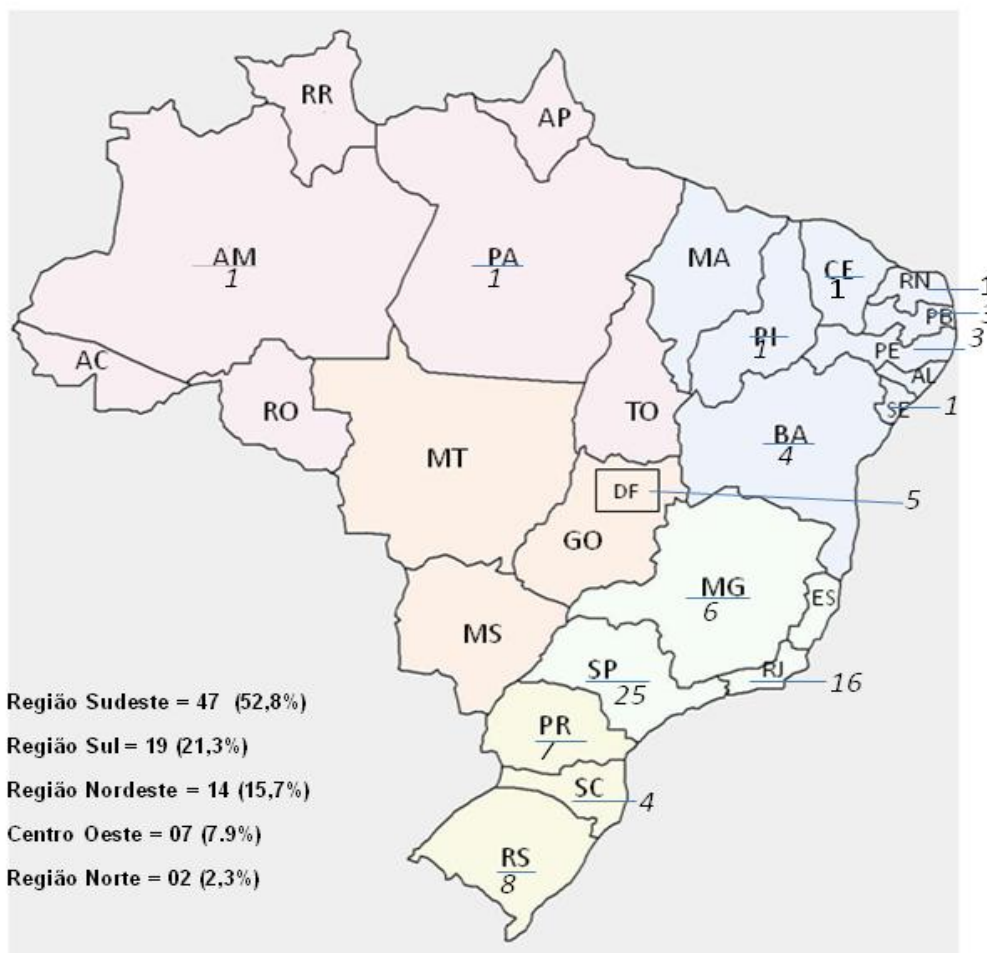 RR
AP
AM
1
PA
1
MA
CE
1
RN
1
PB
3
PI
1
PE
3
AL
SE
1
AC
RO
TO
BA
4
MT
DF
5
GO
MG
6
ES
MS
SP
25
RJ
16
PR
7
SC
4
RS
8
Região Sudeste = 47 (52,8%)
Região Sul = 19 (21,3%)
Região Nordeste = 14 (15,7%)
Centro Oeste = 07 (7.9%)
Região Norte = 02 (2,3%)